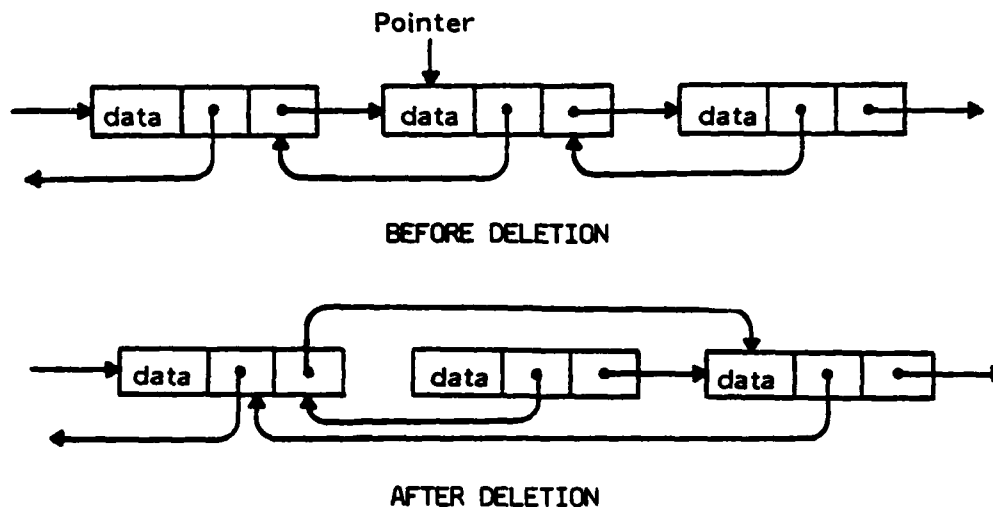 Pointer
data data data
BEFORE DELETION
data data data
AFTER DELETION